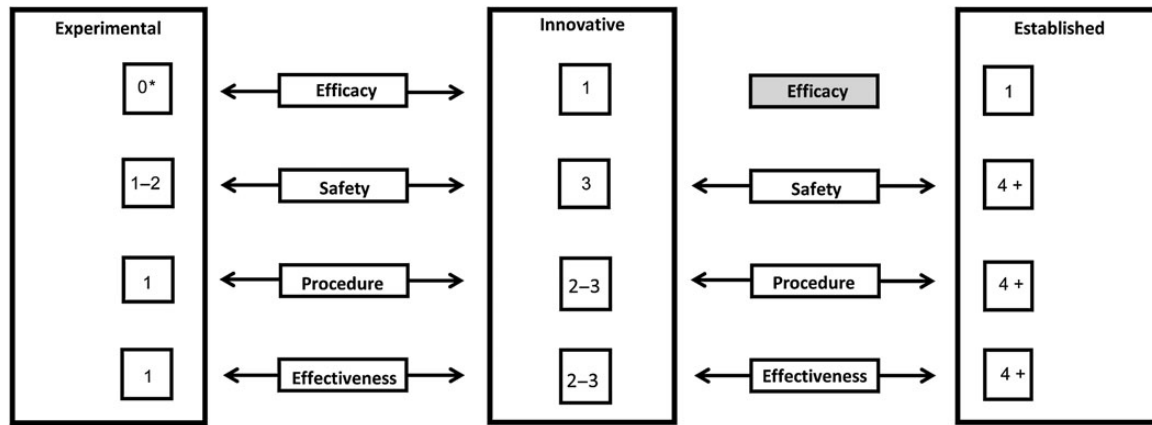 Experimental Innovative Established
0* Efficacy 1 Efficacy 1
1–2 Safety 3 Safety 4 +
1 Procedure 2–3 Procedure 4 +
1 Effectiveness 2–3 Effectiveness 4 +